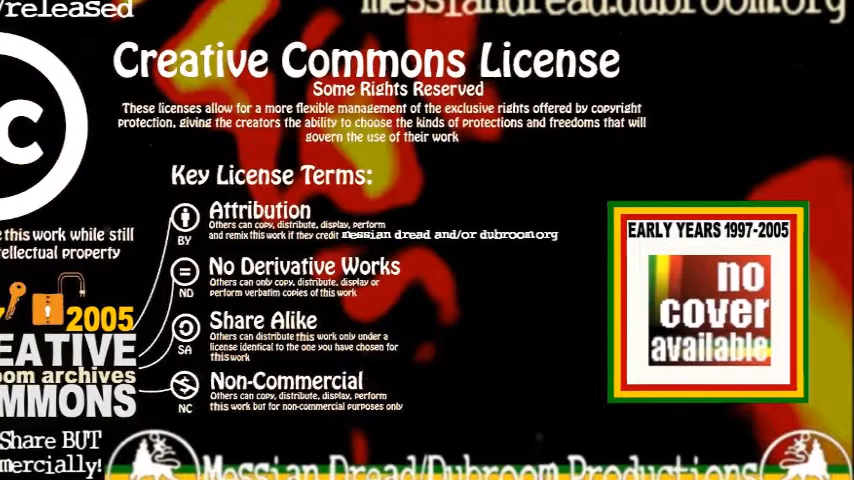 /released
messiandread.dubroom.org
Creative Commons License
Some Rights Reserved
These licenses allow for a more flexible management of the exclusive rights offered by copyright
protection, giving the creators the ability to choose the kinds of protections and freedoms that will
govern the use of their work
c
Key License Terms:
Attribution
Others can copy, distribute, display, perform
and remix this work if they credit messian dread and/or dubroom.org
BY
e this work while still
tellectual property
No Derivative Works
Others can only copy, distribute, display or
perform verbatim copies of this work
ND
Share Alike
Others can distribute this work only under a
license identical to the one you have chosen for
this work
SA
Non-Commercial
Others can copy, distribute, display, perform
this work but for non-commercial purposes only
NC
2005
EATIVE
oom archives
MMONS
Share BUT
mercially!
EARLY YEARS 1997-2005
no
cover
available
Messian Dread/Dubroom Productions